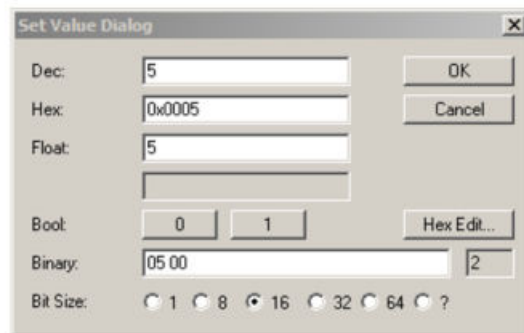 Set Value Dialog
Dec: 5 OK
Hex: 0x0005 Cancel
Float: 5
Bool: 0 1 Hex Edit...
Binary: 05 00 2
Bit Size: 1 8 16 32 64 ?